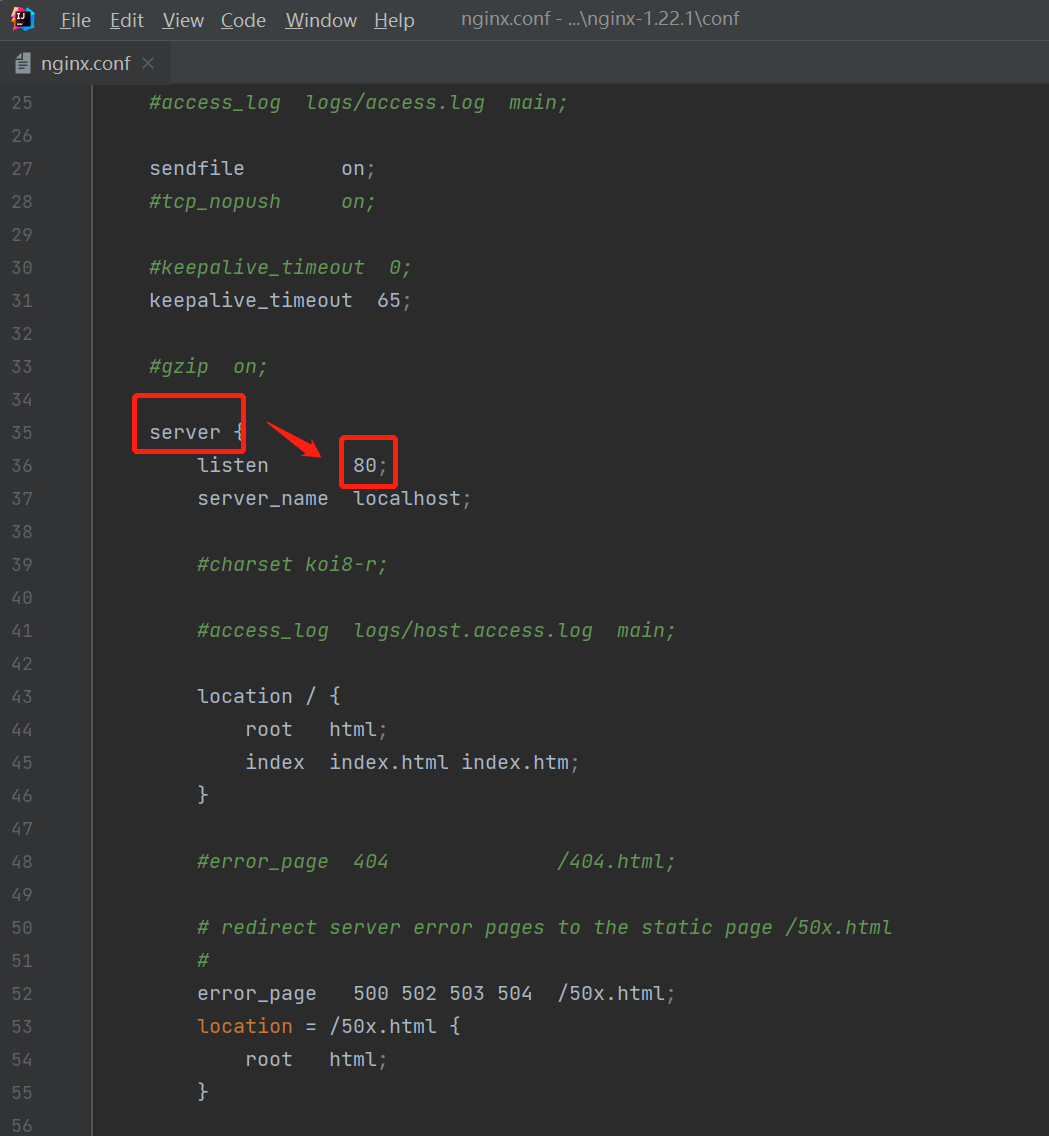 File Edit View Code Window Help nginx.conf - ...\nginx-1.22.1\conf
nginx.conf
25 #access_log  logs/access.log  main;
26
27 sendfile        on;
28 #tcp_nopush     on;
29
30 #keepalive_timeout  0;
31 keepalive_timeout  65;
32
33 #gzip  on;
34
35 server {
36     listen       80;
37     server_name  localhost;
38
39     #charset koi8-r;
40
41     #access_log  logs/host.access.log  main;
42
43     location / {
44         root   html;
45         index  index.html index.htm;
46     }
47
48     #error_page  404              /404.html;
49
50     # redirect server error pages to the static page /50x.html
51     #
52     error_page   500 502 503 504  /50x.html;
53     location = /50x.html {
54         root   html;
55     }
56